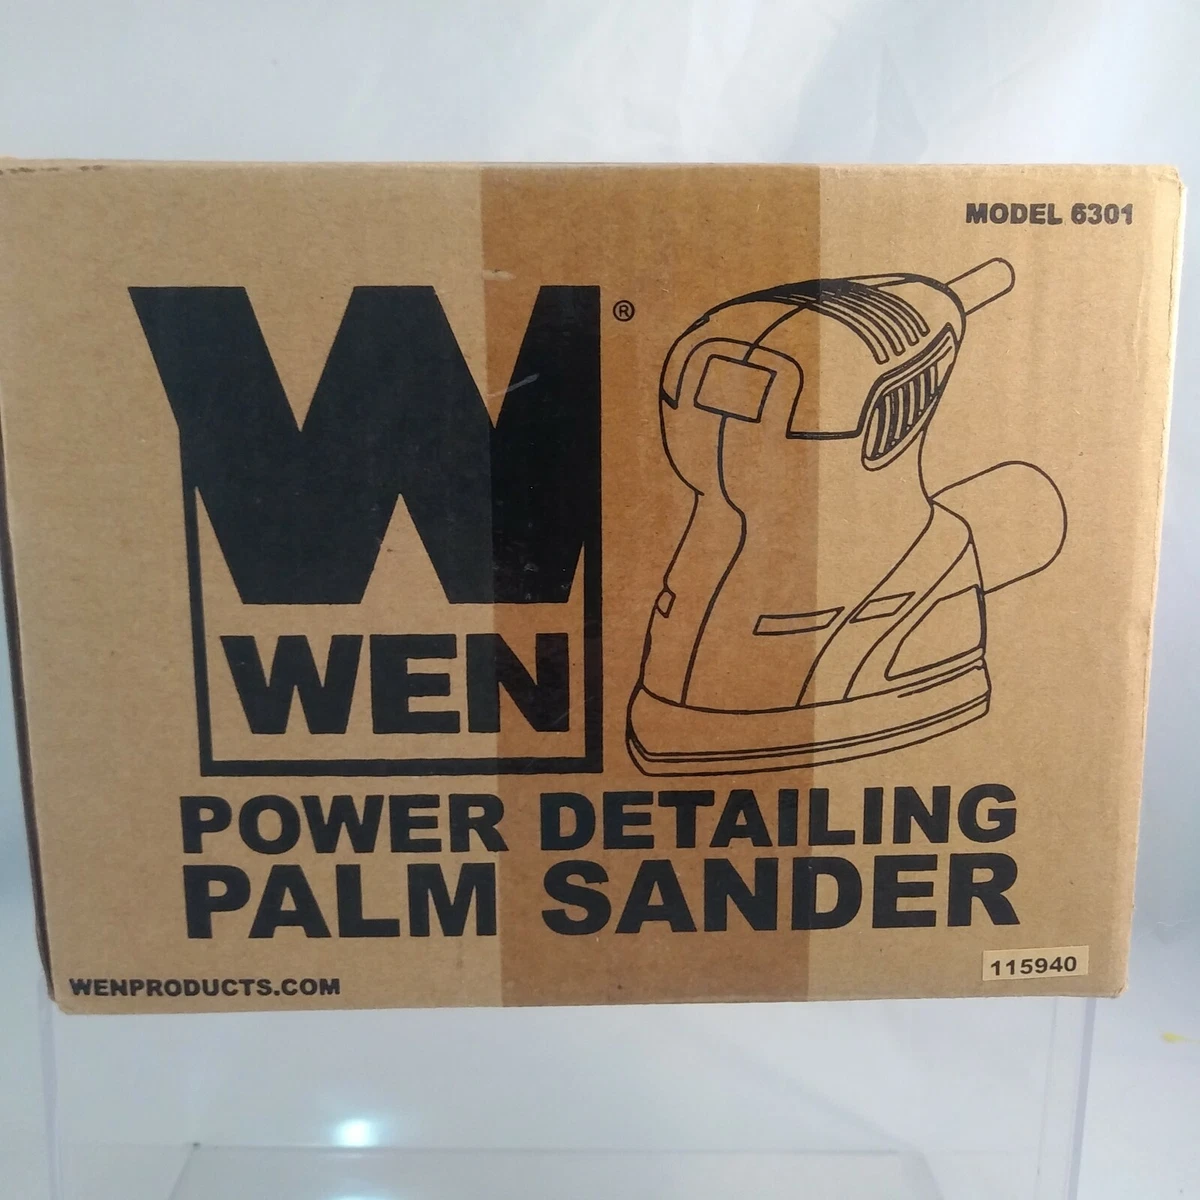 MODEL 6301
W®
WEN
POWER DETAILING
PALM SANDER
115940
WENPRODUCTS.COM